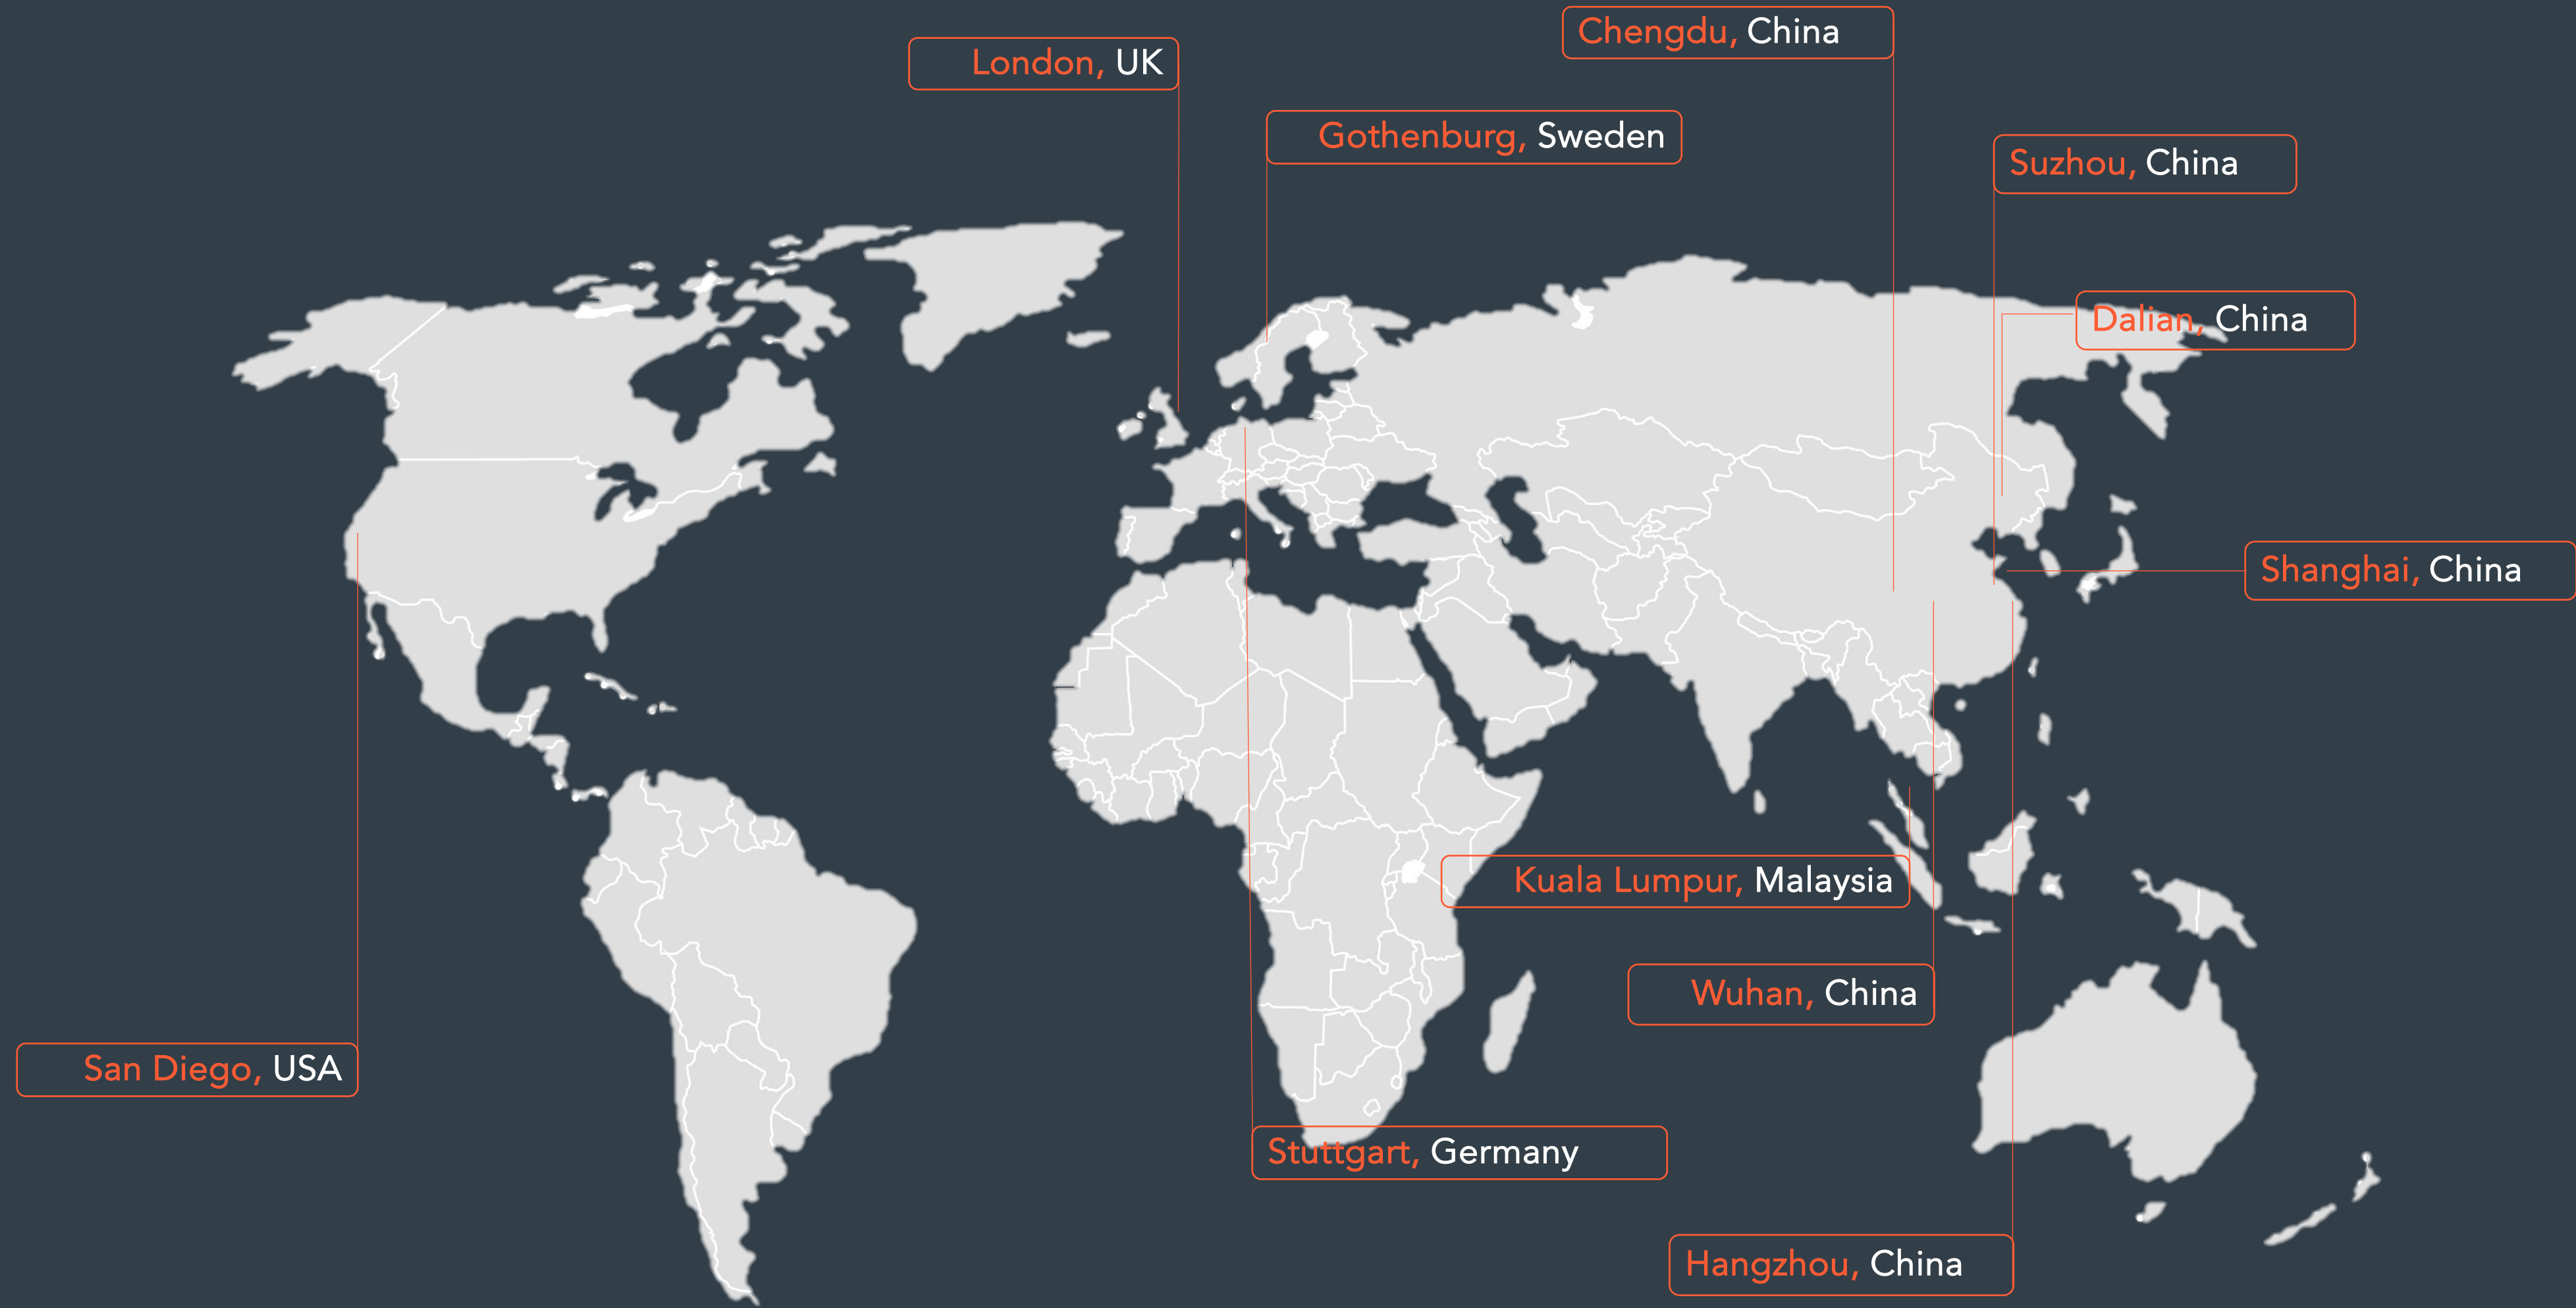 Chengdu, China
London, UK
Gothenburg, Sweden
Suzhou, China
Dalian, China
Shanghai, China
Kuala Lumpur, Malaysia
Wuhan, China
San Diego, USA
Stuttgart, Germany
Hangzhou, China